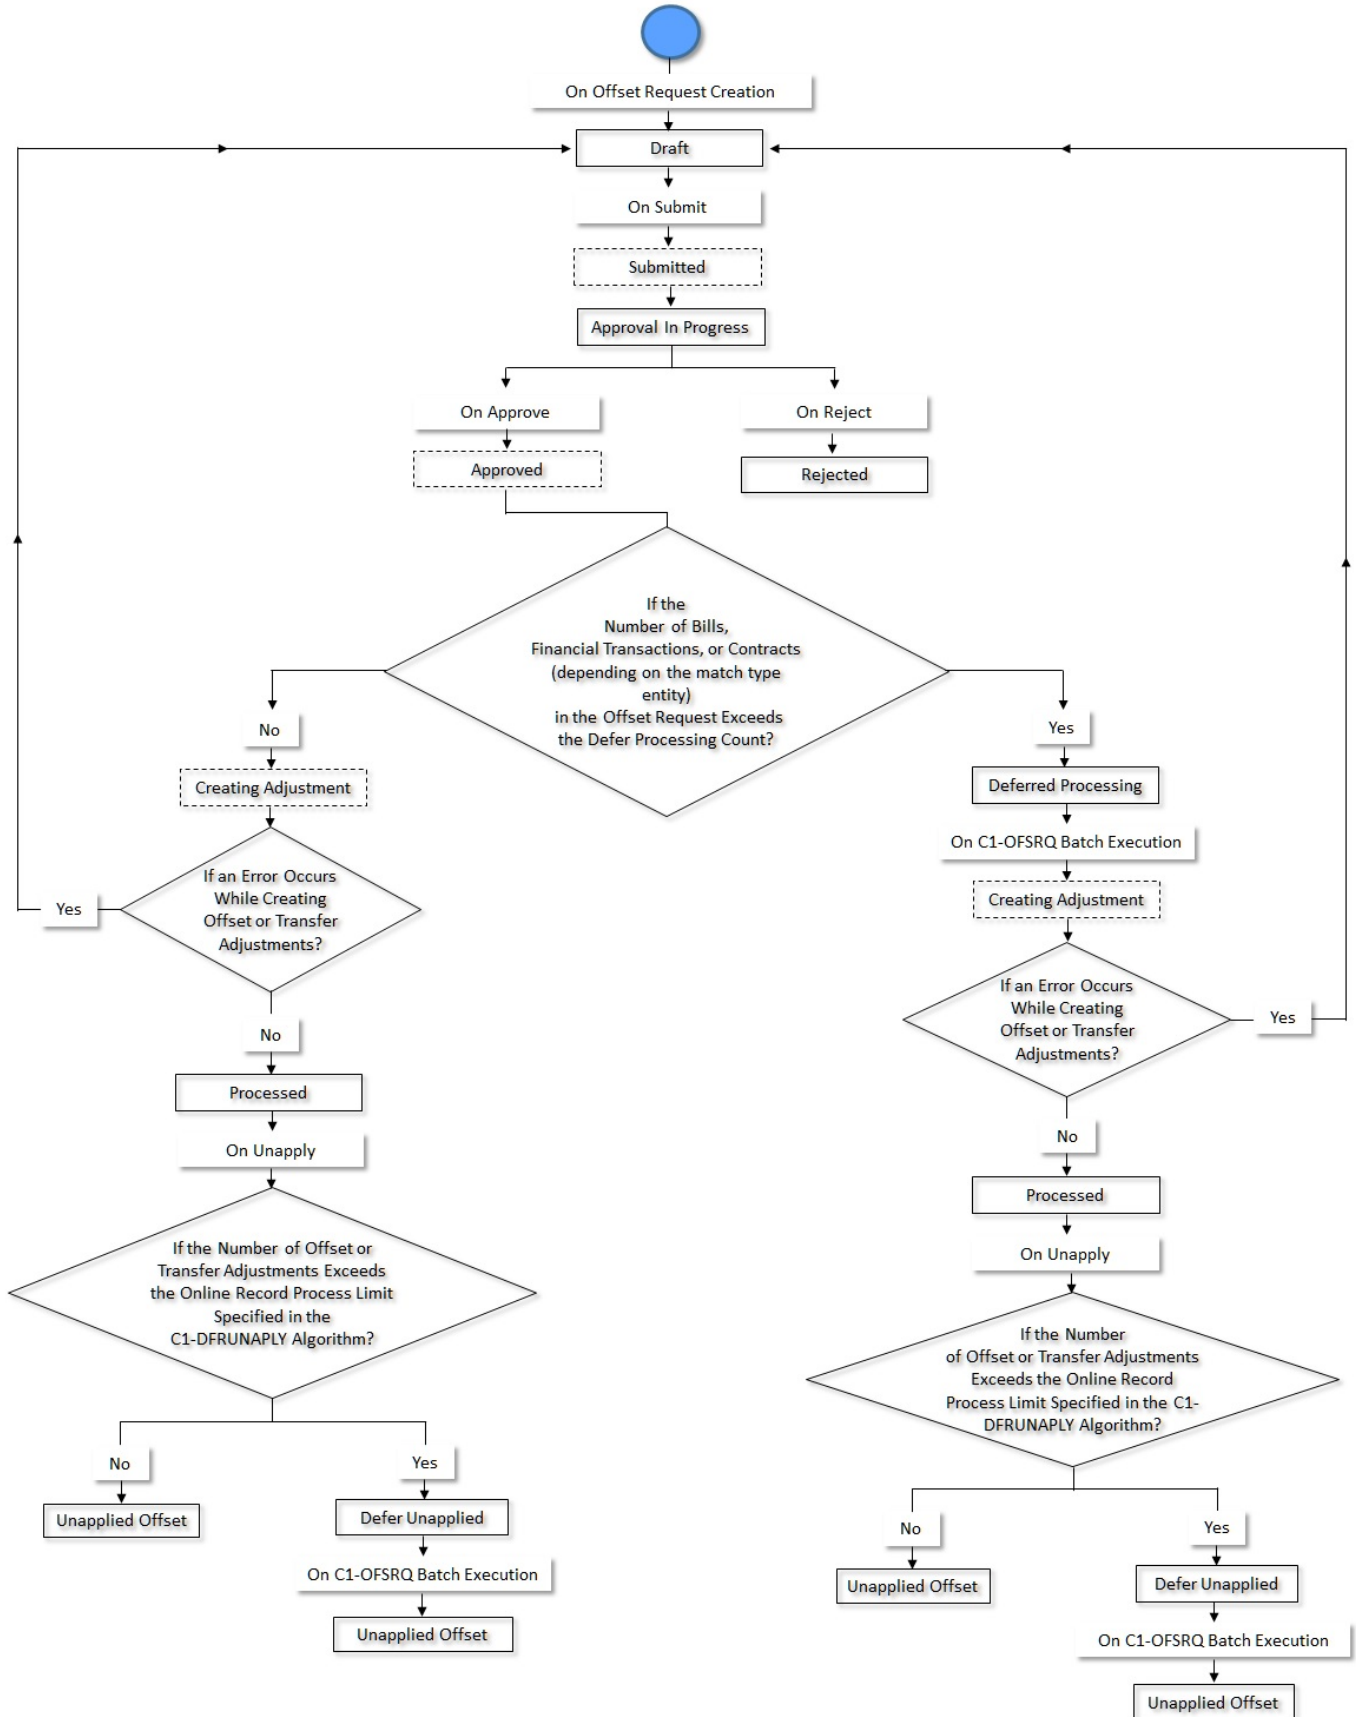 On Offset Request Creation
Draft
On Submit
Submitted
Approval In Progress
On Approve
On Reject
Approved
Rejected
If the
Number of Bills,
Financial Transactions, or Contracts
(depending on the match type
entity)
in the Offset Request Exceeds
the Defer Processing Count?
No
Creating Adjustment
If an Error Occurs
While Creating
Offset or Transfer
Adjustments?
Yes
No
Processed
On Unapply
If the Number of Offset or
Transfer Adjustments Exceeds
the Online Record Process Limit
Specified in the
C1-DFRUNAPLY Algorithm?
No
Unapplied Offset
Yes
Defer Unapplied
On C1-OFSRQ Batch Execution
Unapplied Offset
Yes
Deferred Processing
On C1-OFSRQ Batch Execution
Creating Adjustment
If an Error Occurs
While Creating
Offset or Transfer
Adjustments?
Yes
No
Processed
On Unapply
If the Number
of Offset or Transfer Adjustments
Exceeds the Online Record
Process Limit Specified in the C1-
DFRUNAPLY Algorithm?
No
Unapplied Offset
Yes
Defer Unapplied
On C1-OFSRQ Batch Execution
Unapplied Offset